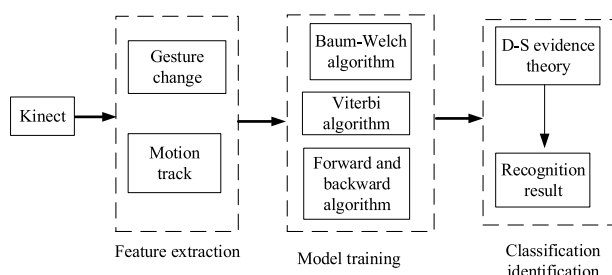 Kinect
Gesture
change
Motion
track
Feature extraction
Baum-Welch
algorithm
Viterbi
algorithm
Forward and
backward
algorithm
Model training
D-S evidence
theory
Recognition
result
Classification
identification